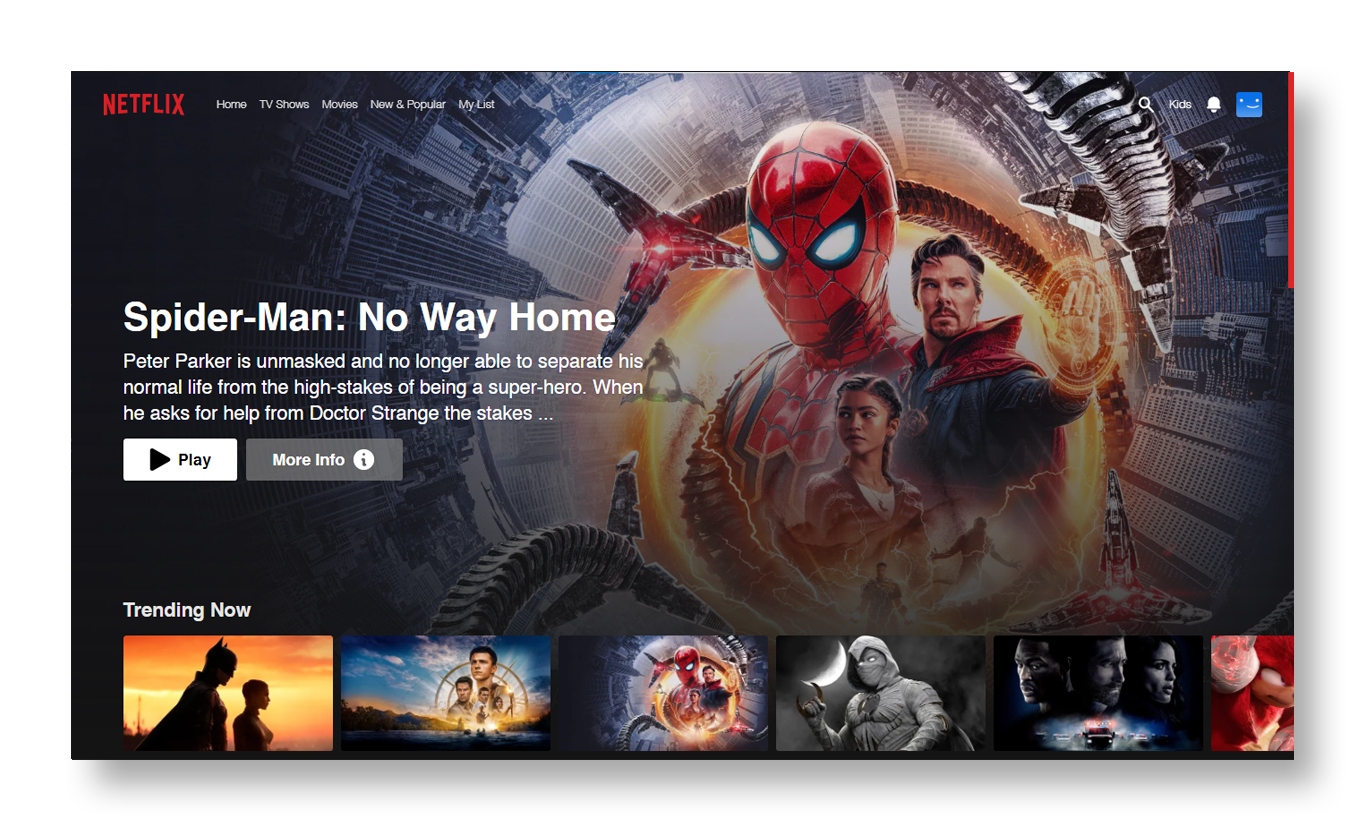 NETFLIX Home TV Shows Movies New & Popular My List Kids
Spider-Man: No Way Home
Peter Parker is unmasked and no longer able to separate his
normal life from the high-stakes of being a super-hero. When
he asks for help from Doctor Strange the stakes ...
Play More Info i
Trending Now